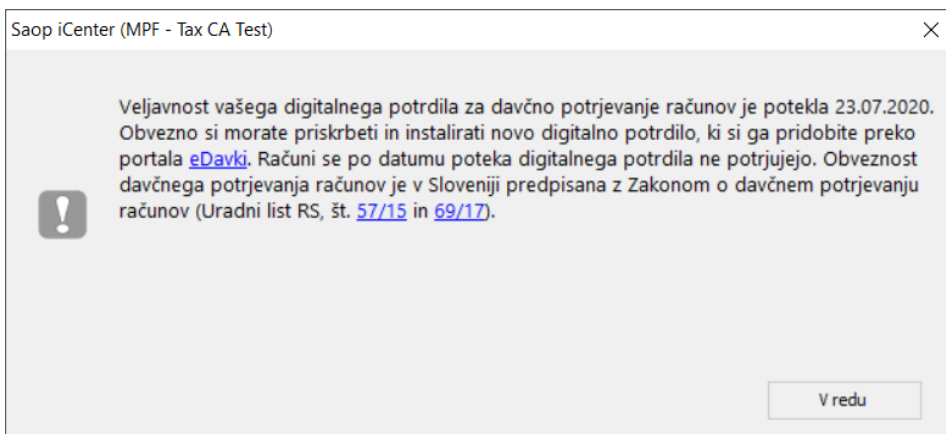 Saop iCenter (MPF - Tax CA Test)
Veljavnost vašega digitalnega potrdila za davčno potrjevanje računov je potekla 23.07.2020.
Obvezno si morate priskrbeti in instalirati novo digitalno potrdilo, ki si ga pridobite preko
portala eDavki. Računi se po datumu poteka digitalnega potrdila ne potrjujejo. Obveznost
davčnega potrjevanja računov je v Sloveniji predpisana z Zakonom o davčnem potrjevanju
računov (Uradni list RS, št. 57/15 in 69/17).
V redu